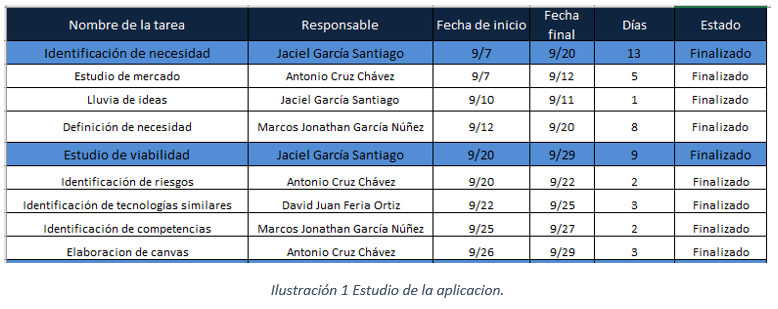 Nombre de la tarea Responsable Fecha de inicio Fecha final Días Estado
Identificación de necesidad Jaciel García Santiago 9/7 9/20 13 Finalizado
Estudio de mercado Antonio Cruz Chávez 9/7 9/12 5 Finalizado
Lluvia de ideas Jaciel García Santiago 9/10 9/11 1 Finalizado
Definición de necesidad Marcos Jonathan García Núñez 9/12 9/20 8 Finalizado
Estudio de viabilidad Jaciel García Santiago 9/20 9/29 9 Finalizado
Identificación de riesgos Antonio Cruz Chávez 9/20 9/22 2 Finalizado
Identificación de tecnologías similares David Juan Feria Ortiz 9/22 9/25 3 Finalizado
Identificación de competencias Marcos Jonathan García Núñez 9/25 9/27 2 Finalizado
Elaboracion de canvas Antonio Cruz Chávez 9/26 9/29 3 Finalizado
Ilustración 1 Estudio de la aplicacion.